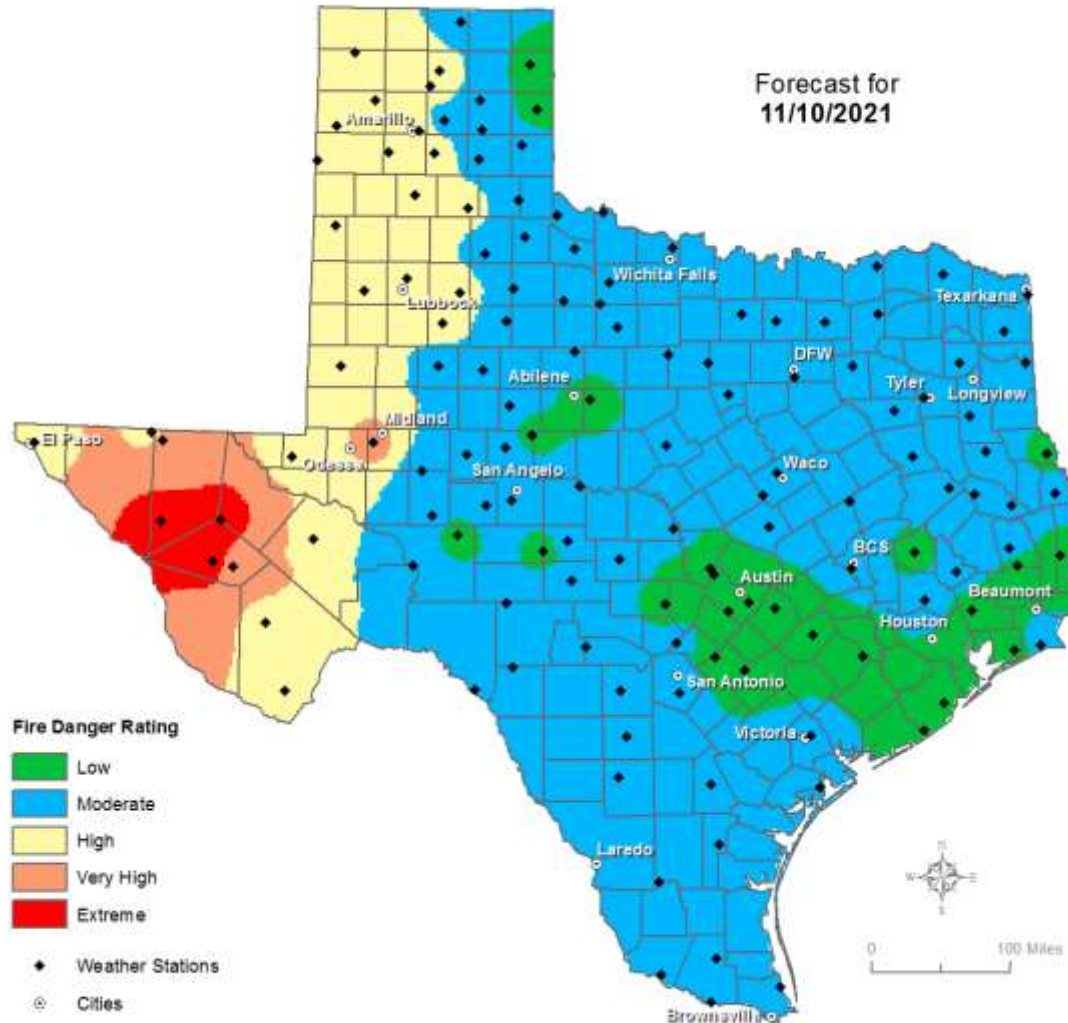 Forecast for
11/10/2021
Amarillo
Wichita Falls
Lubbock
Texarkana
DFW
Abilene
Tyler
Longview
Midland
El Paso
Odessa
San Angelo
Waco
BCS
Austin
Beaumont
Houston
San Antonio
Victoria
Laredo
Brownsville
Fire Danger Rating
Low
Moderate
High
Very High
Extreme
Weather Stations
Cities
N
W E
S
0 100 Miles